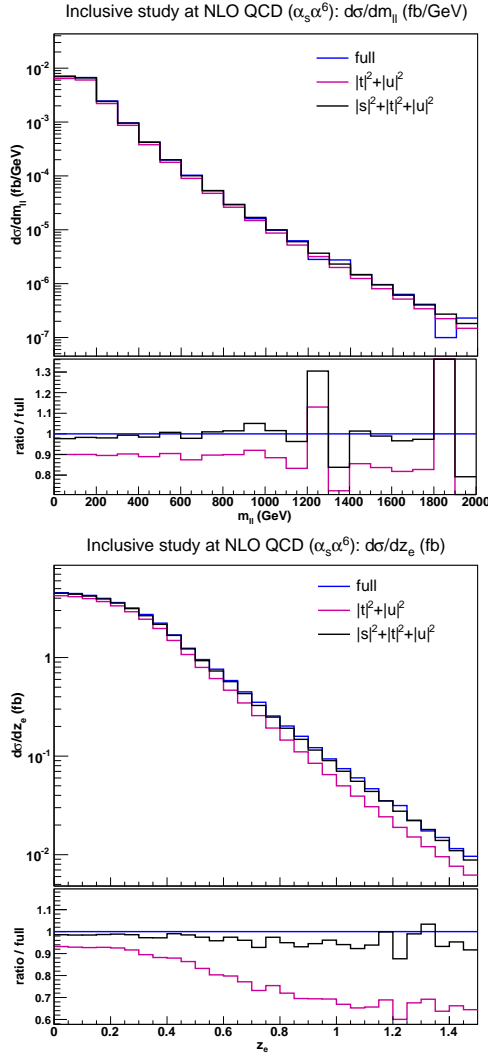 Inclusive study at NLO QCD (αₛα⁶): dσ/dmₗₗ (fb/GeV)
full
|t|²+|u|²
|s|²+|t|²+|u|²
dσ/dmₗₗ (fb/GeV)
10⁻²
10⁻³
10⁻⁴
10⁻⁵
10⁻⁶
10⁻⁷
ratio / full
1.3
1.2
1.1
1
0.9
0.8
0 200 400 600 800 1000 1200 1400 1600 1800 2000
mₗₗ (GeV)
Inclusive study at NLO QCD (αₛα⁶): dσ/dzₑ (fb)
full
|t|²+|u|²
|s|²+|t|²+|u|²
dσ/dzₑ (fb)
1
10⁻¹
10⁻²
ratio / full
1.1
1
0.9
0.8
0.7
0.6
0 0.2 0.4 0.6 0.8 1 1.2 1.4
zₑ